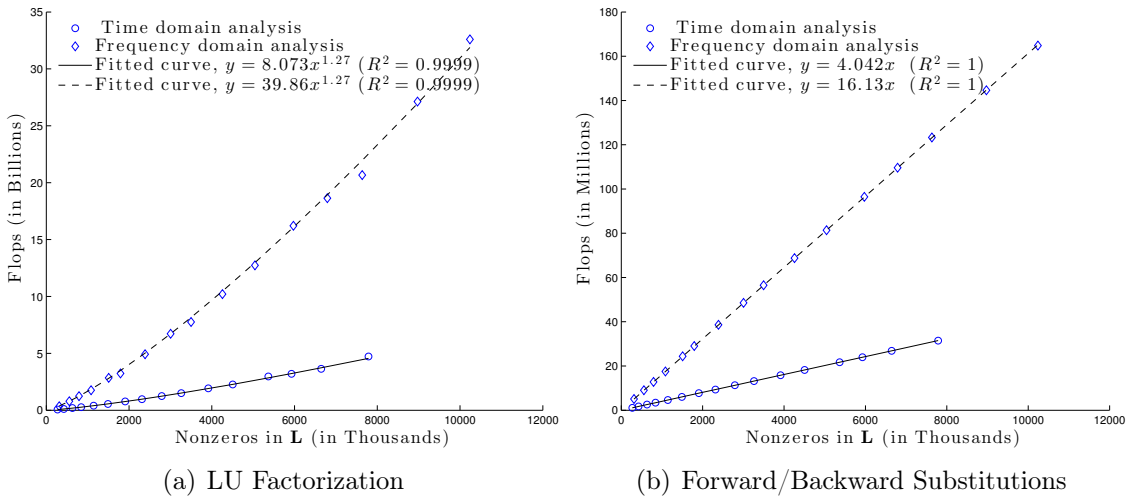 35
30
25
20
15
10
5
0
Flops (in Billions)
Time domain analysis
Frequency domain analysis
Fitted curve, y = 8.073x^1.27 (R² = 0.9999)
Fitted curve, y = 39.86x^1.27 (R² = 0.9999)
0 2000 4000 6000 8000 10000 12000
Nonzeros in L (in Thousands)
(a) LU Factorization
180
160
140
120
100
80
60
40
20
0
Flops (in Millions)
Time domain analysis
Frequency domain analysis
Fitted curve, y = 4.042x (R² = 1)
Fitted curve, y = 16.13x (R² = 1)
0 2000 4000 6000 8000 10000 12000
Nonzeros in L (in Thousands)
(b) Forward/Backward Substitutions